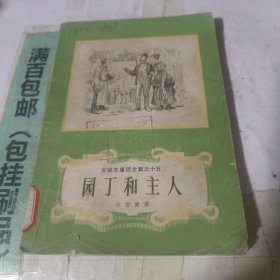 满百包邮（包挂刷品
安徒生童话全集之十五
园丁和主人
叶君健译